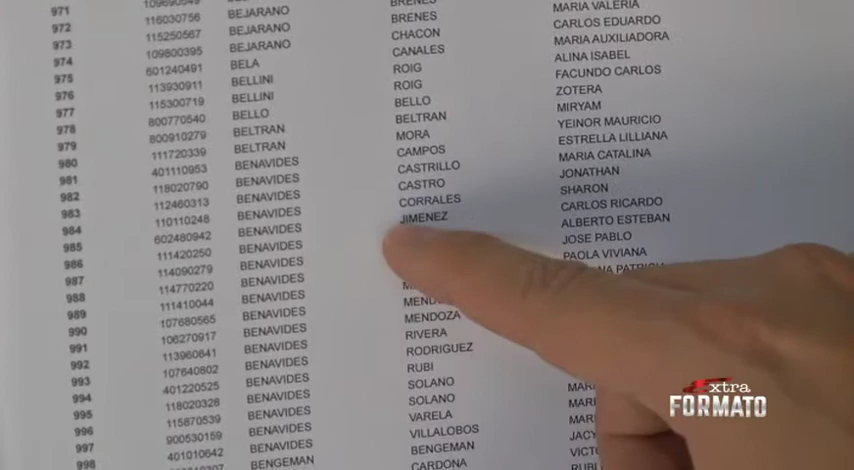 971
972 116030756 BEJARANO BRENES
973 115250567 BEJARANO BRENES MARIA VALERIA
974 109800395 BEJARANO CHACON CARLOS EDUARDO
975 601240491 BELA CANALES MARIA AUXILIADORA
976 113930911 BELLINI ROIG ALINA ISABEL
977 115300719 BELLINI ROIG FACUNDO CARLOS
978 800770540 BELLO BELLO ZOTERA
979 800910279 BELTRAN BELTRAN MIRYAM
980 111720339 BELTRAN MORA YEINOR MAURICIO
981 401110953 BENAVIDES CAMPOS ESTRELLA LILLIANA
982 118020790 BENAVIDES CASTRILLO MARIA CATALINA
983 112460313 BENAVIDES CASTRO JONATHAN
984 110110248 BENAVIDES CORRALES SHARON
985 602480942 BENAVIDES JIMENEZ CARLOS RICARDO
986 111420250 BENAVIDES ALBERTO ESTEBAN
987 114090279 BENAVIDES JOSE PABLO
988 114770220 BENAVIDES PAOLA VIVIANA
989 111410044 BENAVIDES
990 107680565 BENAVIDES
991 106270917 BENAVIDES MENDOZA
992 113960841 BENAVIDES RIVERA
993 107640802 BENAVIDES RODRIGUEZ
994 401220525 BENAVIDES RUBI
995 118020328 BENAVIDES SOLANO
996 115870539 BENAVIDES SOLANO
997 900530159 BENAVIDES VARELA
998 401010642 BENAVIDES VILLALOBOS
BENGEMAN BENGEMAN
CARDONA
Extra
FORMATO